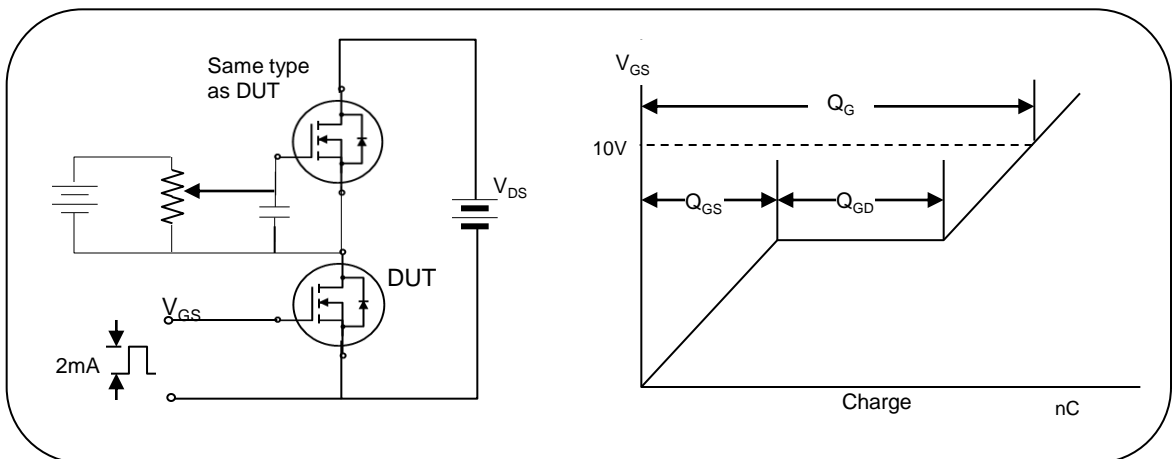 Same type
as DUT
V_DS
DUT
V_GS
2mA
V_GS
Q_G
10V
Q_GS
Q_GD
Charge
nC